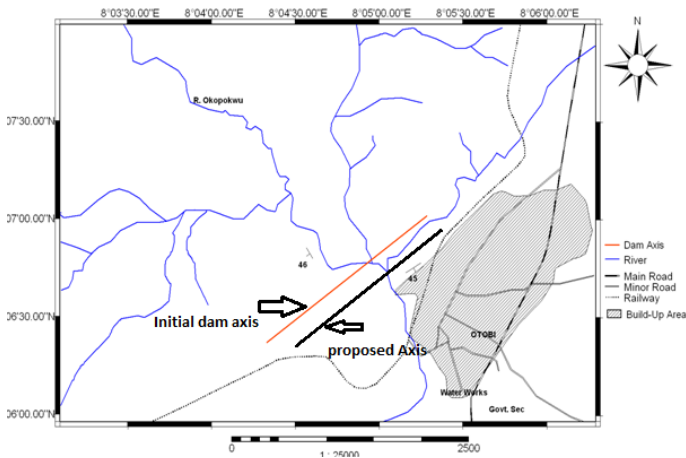 8°03'30.00"E 8°04'00.00"E 8°04'30.00"E 8°05'00.00"E 8°05'30.00"E 8°06'00.00"E
N
R. Okopokwu
07'30.00"N
07'00.00"N
Dam Axis
River
46
45
Main Road
Minor Road
Railway
Build-Up Area
06'30.00"N
Initial dam axis
OTOBI
proposed Axis
Water Works
06'00.00"N
Govt. Sec
0 2500
1 : 25000